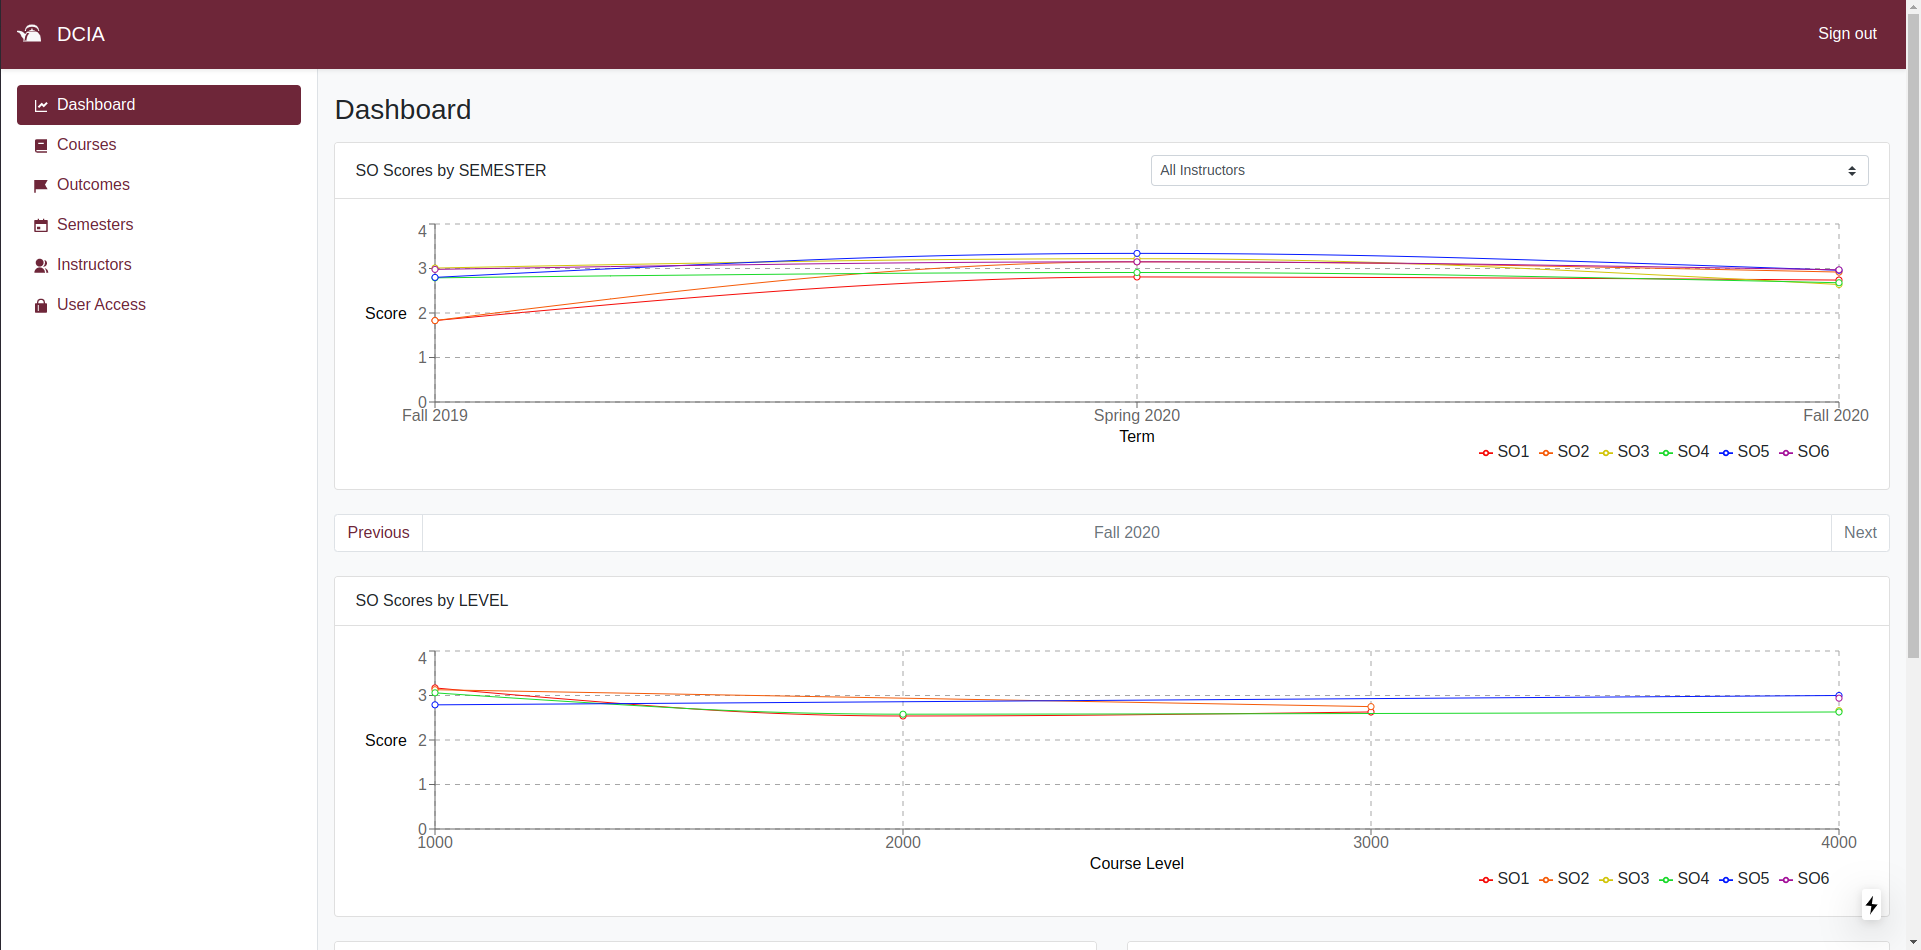 DCIA
Sign out
Dashboard
Courses
Outcomes
Semesters
Instructors
User Access
Dashboard
SO Scores by SEMESTER
All Instructors
4
3
Score
2
1
0
Fall 2019
Spring 2020
Fall 2020
Term
SO1 SO2 SO3 SO4 SO5 SO6
Previous
Fall 2020
Next
SO Scores by LEVEL
4
3
Score
2
1
0
1000
2000
3000
4000
Course Level
SO1 SO2 SO3 SO4 SO5 SO6